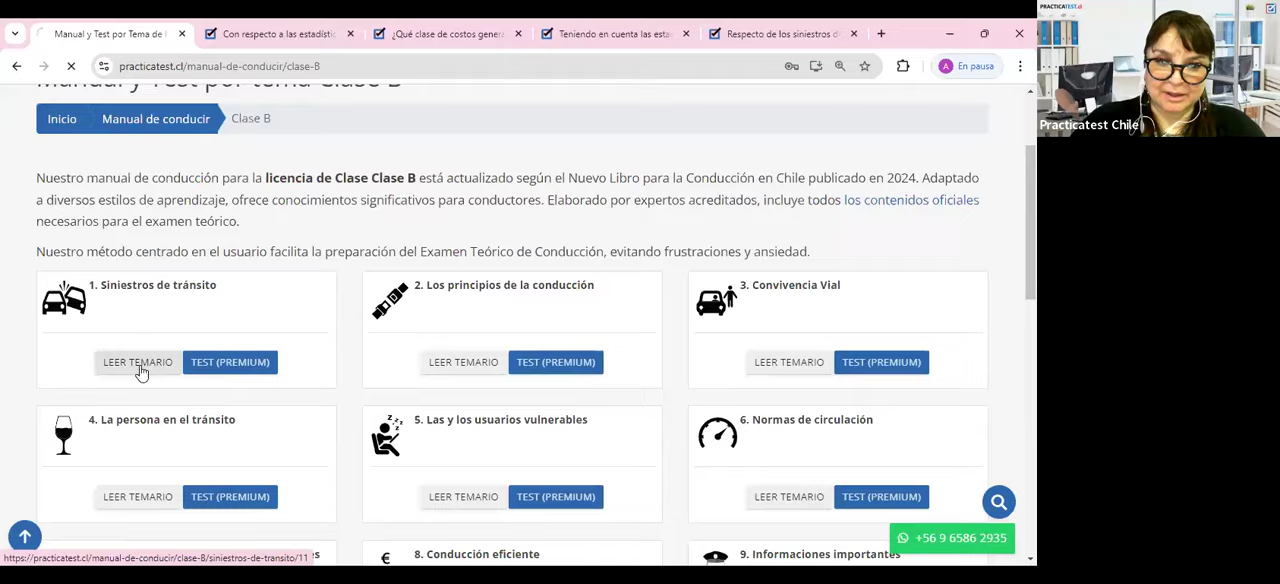 Manual y Test por Tema de l
Con respecto a las estadístic
¿Qué clase de costos genera
Teniendo en cuenta las esta
Respecto de los siniestros de
practicatest.cl/manual-de-conducir/clase-B
A
En pausa
Manual y Test por tema Clase B
Inicio
Manual de conducir
Clase B
Nuestro manual de conducción para la licencia de Clase Clase B está actualizado según el Nuevo Libro para la Conducción en Chile publicado en 2024. Adaptado
a diversos estilos de aprendizaje, ofrece conocimientos significativos para conductores. Elaborado por expertos acreditados, incluye todos los contenidos oficiales
necesarios para el examen teórico.
Nuestro método centrado en el usuario facilita la preparación del Examen Teórico de Conducción, evitando frustraciones y ansiedad.
1. Siniestros de tránsito
LEER TEMARIO
TEST (PREMIUM)
2. Los principios de la conducción
LEER TEMARIO
TEST (PREMIUM)
3. Convivencia Vial
LEER TEMARIO
TEST (PREMIUM)
4. La persona en el tránsito
LEER TEMARIO
TEST (PREMIUM)
5. Las y los usuarios vulnerables
LEER TEMARIO
TEST (PREMIUM)
6. Normas de circulación
LEER TEMARIO
TEST (PREMIUM)
+56 9 6586 2935
https://practicatest.cl/manual-de-conducir/clase-B/siniestros-de-transito/11
es
8. Conducción eficiente
9. Informaciones importantes
PRACTICATEST.cl
Practicatest Chile